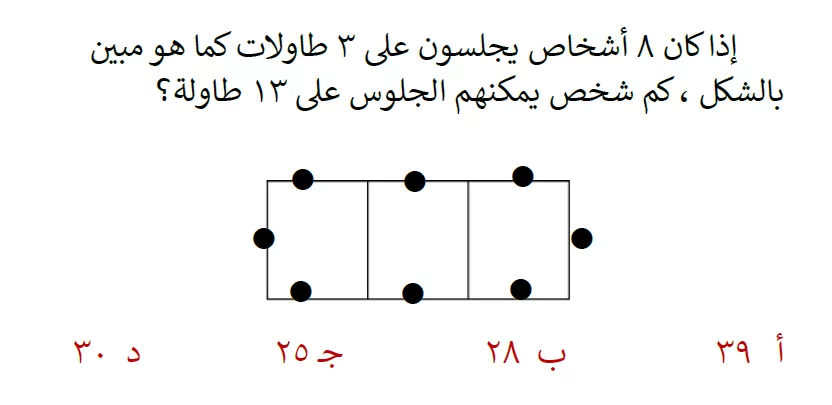 إذا كان ٨ أشخاص يجلسون على ٣ طاولات كما هو مبين
بالشكل ، كم شخص يمكنهم الجلوس على ١٣ طاولة ؟
أ ٣٩ ب ٢٨ جـ ٢٥ د ٣٠